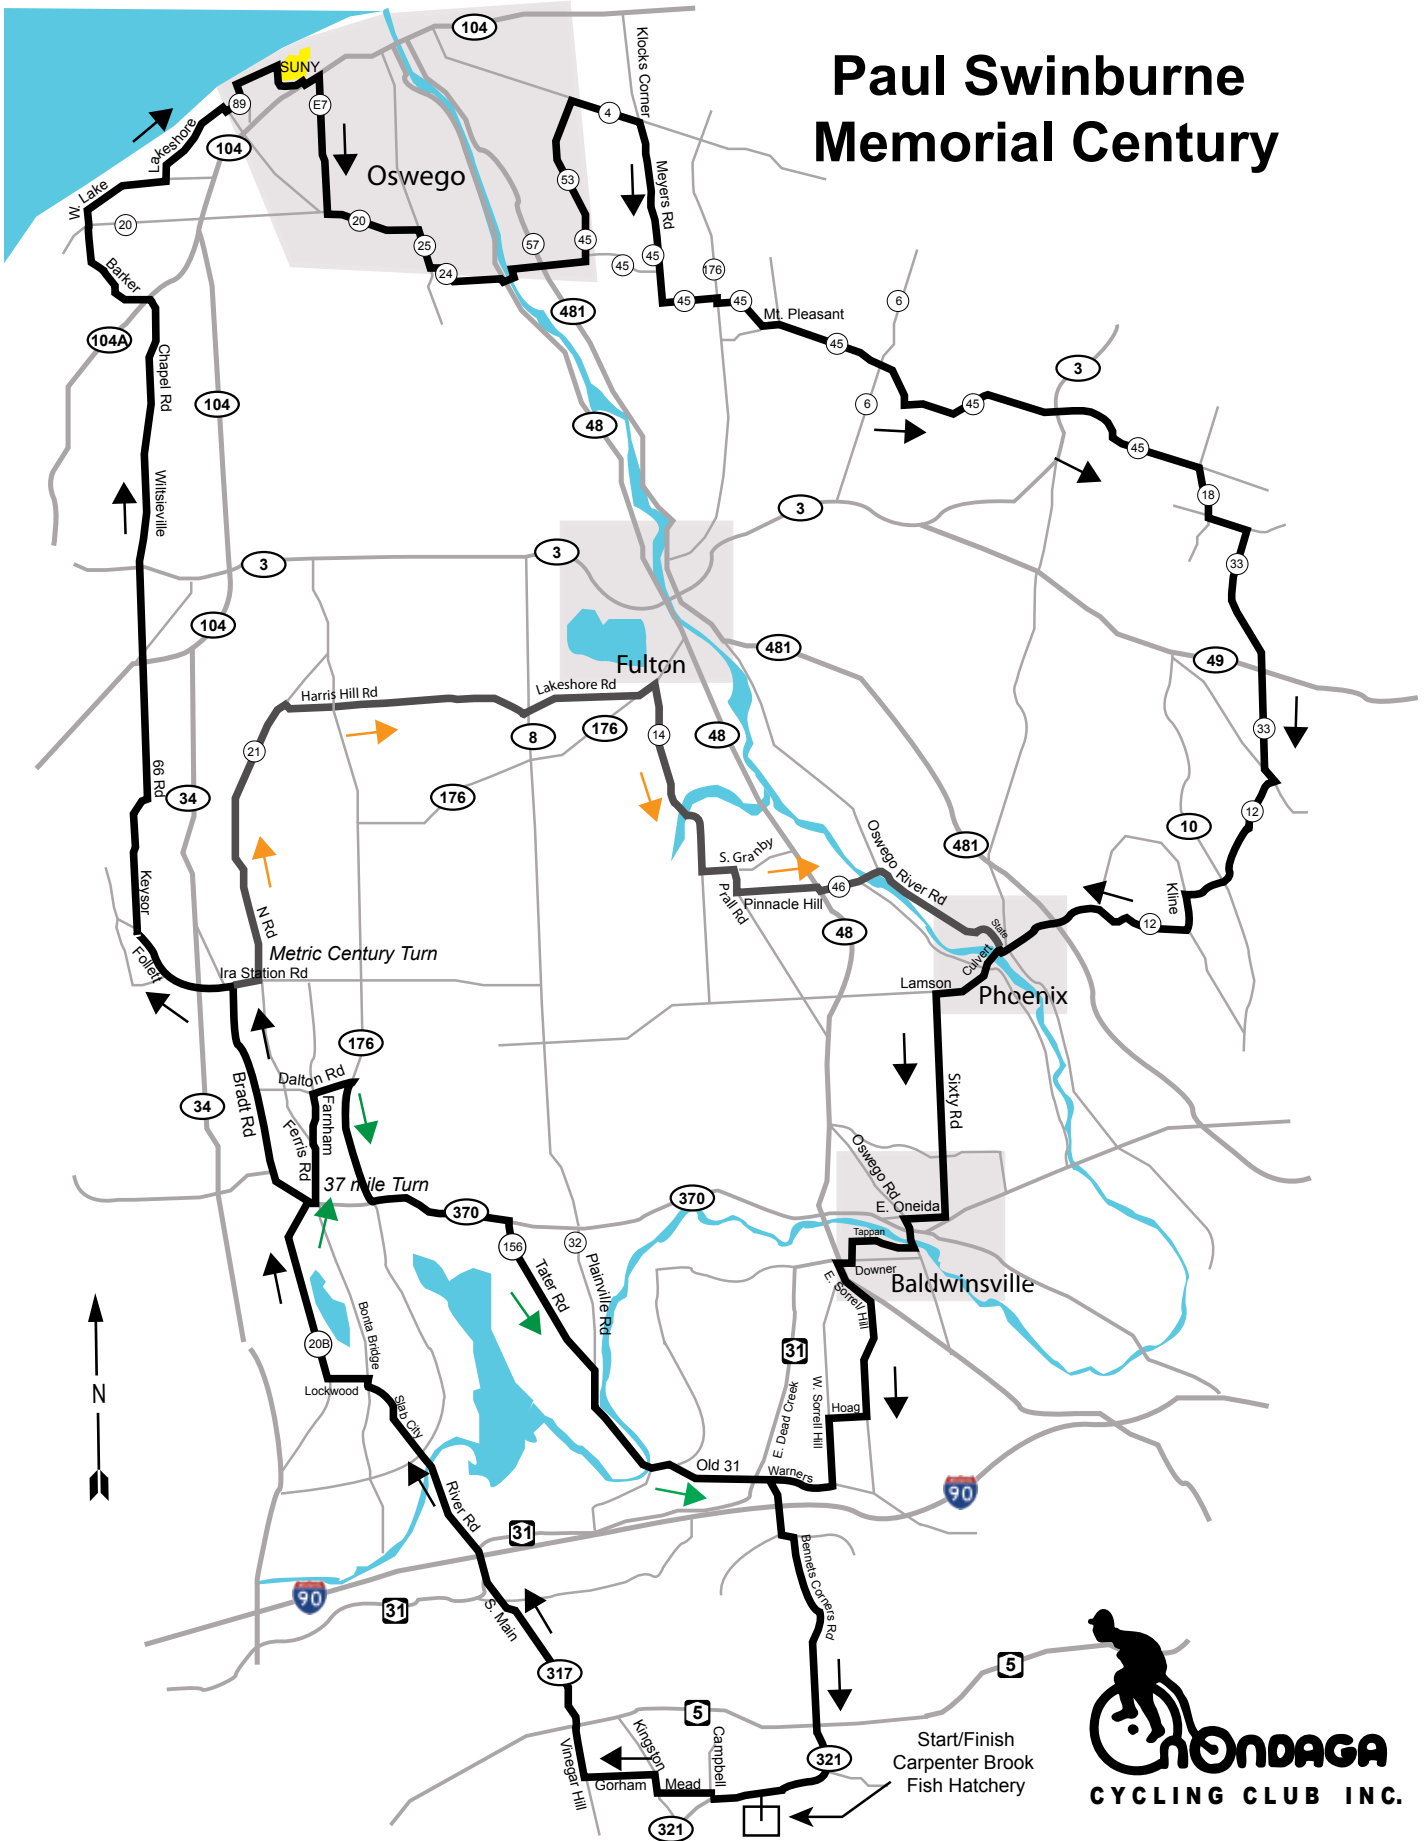 Paul Swinburne
Memorial Century
104
Klocks Corner
SUNY
89
E7
4
Lakeshore
104
Oswego
53
Meyers Rd
W. Lake
20
20
25
57
45
45
45
24
176
Barker
45
45
6
481
Mt. Pleasant
104A
45
Chapel Rd
3
104
6
45
48
45
Wiltsieville
18
3
3
3
33
104
481
49
Fulton
Harris Hill Rd
Lakeshore Rd
176
8
14
48
33
21
66 Rd
34
176
12
10
Oswego River Rd
481
S. Granby
Keysor
46
Kline
Prall Rd
Pinnacle Hill
N Rd
48
State
12
Metric Century Turn
Follett
Ira Station Rd
Culvert
Lamson
Phoenix
176
Dalton Rd
34
Bradt Rd
Farnham
Ferris Rd
Sixty Rd
Oswego Rd
37 mile Turn
370
370
E. Oneida
156
32
Tappan
Tater Rd
Plainville Rd
Downer
Baldwinsville
E. Sorrell Hill
Bonta Bridge
20B
31
N
Lockwood
Slab City
W. Sorrell Hill
Hoag
E. Dead Creek
Old 31
Warners
River Rd
90
31
Bennets Corners Rd
90
31
S. Main
317
5
5
Kingston
Campbell
Vinegar Hill
321
Gorham
Mead
321
Start/Finish
Carpenter Brook
Fish Hatchery
ONONDAGA
CYCLING CLUB INC.